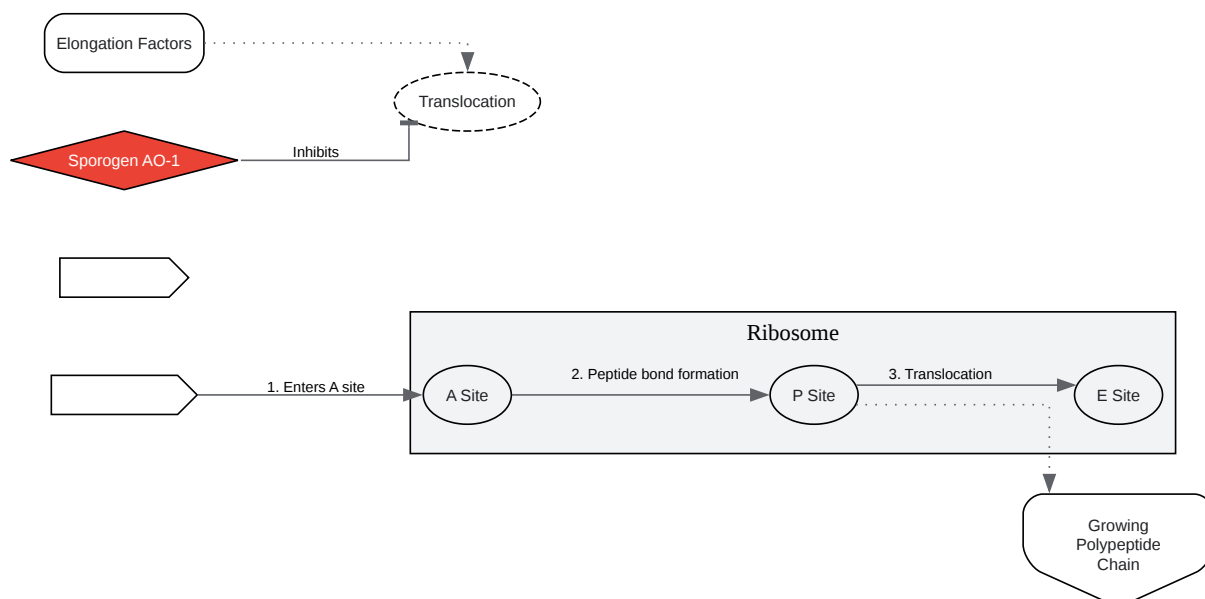 Elongation Factors
Translocation
Sporogen AO-1
Inhibits
Ribosome
1. Enters A site
A Site
2. Peptide bond formation
P Site
3. Translocation
E Site
Growing
Polypeptide
Chain